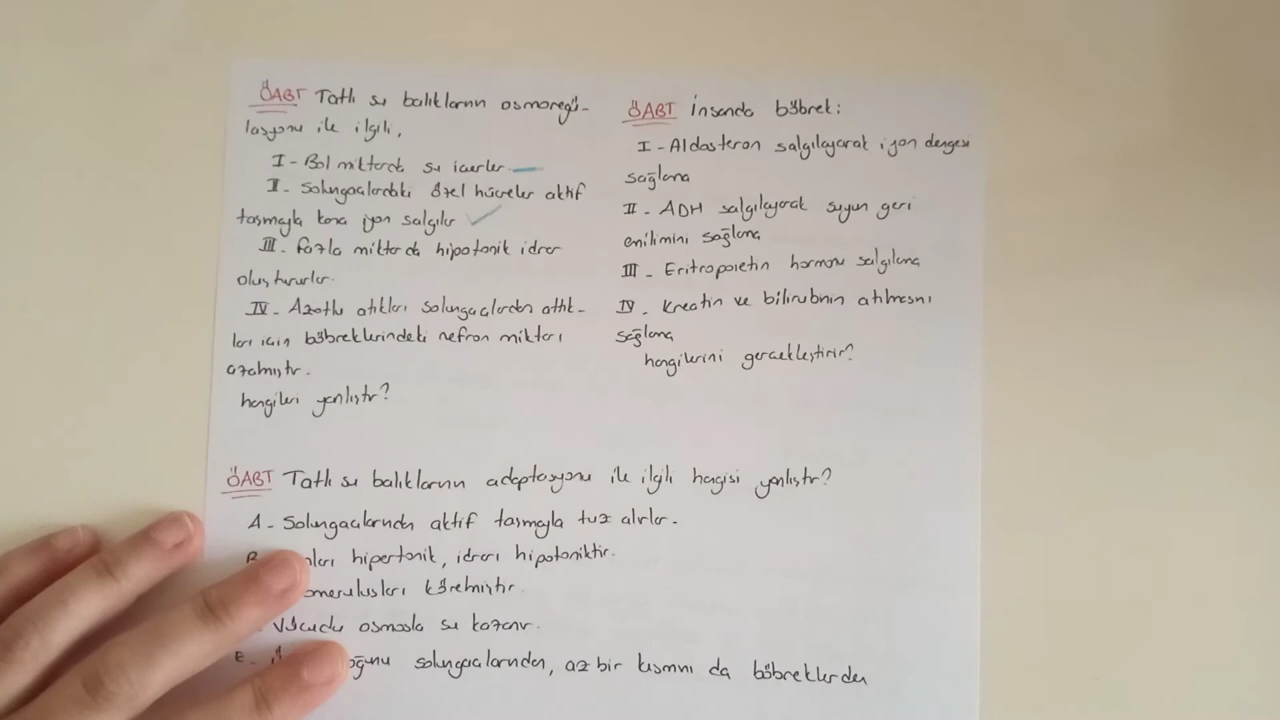 ÖABT Tatlı su balıklarının osmoregü-
lasyonu ile ilgili,
I- Bol miktarda su içerler.
II- Solungaçlardaki özel hücreler aktif
taşımayla kana iyon salgılar
III- Fazla miktarda hipotonik idrar
oluştururlar.
IV- Azotlu atıkları solungaçlardan attık-
ları için böbreklerindeki nefron miktarı
azalmıştır.
hangileri yanlıştır?
ÖABT İnsanda böbrek:
I- Aldosteron salgılayarak iyon dengesi
sağlama
II- ADH salgılayarak suyun geri
emilimini sağlama
III- Eritropoietin hormonu salgılama
IV- Kreatin ve bilirubinin atılmasını
sağlama
hangilerini gerçekleştirir?
ÖABT Tatlı su balıklarının adaptasyonu ile ilgili hangisi yanlıştır?
A- Solungaçlarından aktif taşımayla tuz alırlar.
hipertonik, idrarı hipotoniktir.
körelmiştir.
Vücudu osmozla su kazanır.
E- solungaçlarından, az bir kısmını da böbreklerden